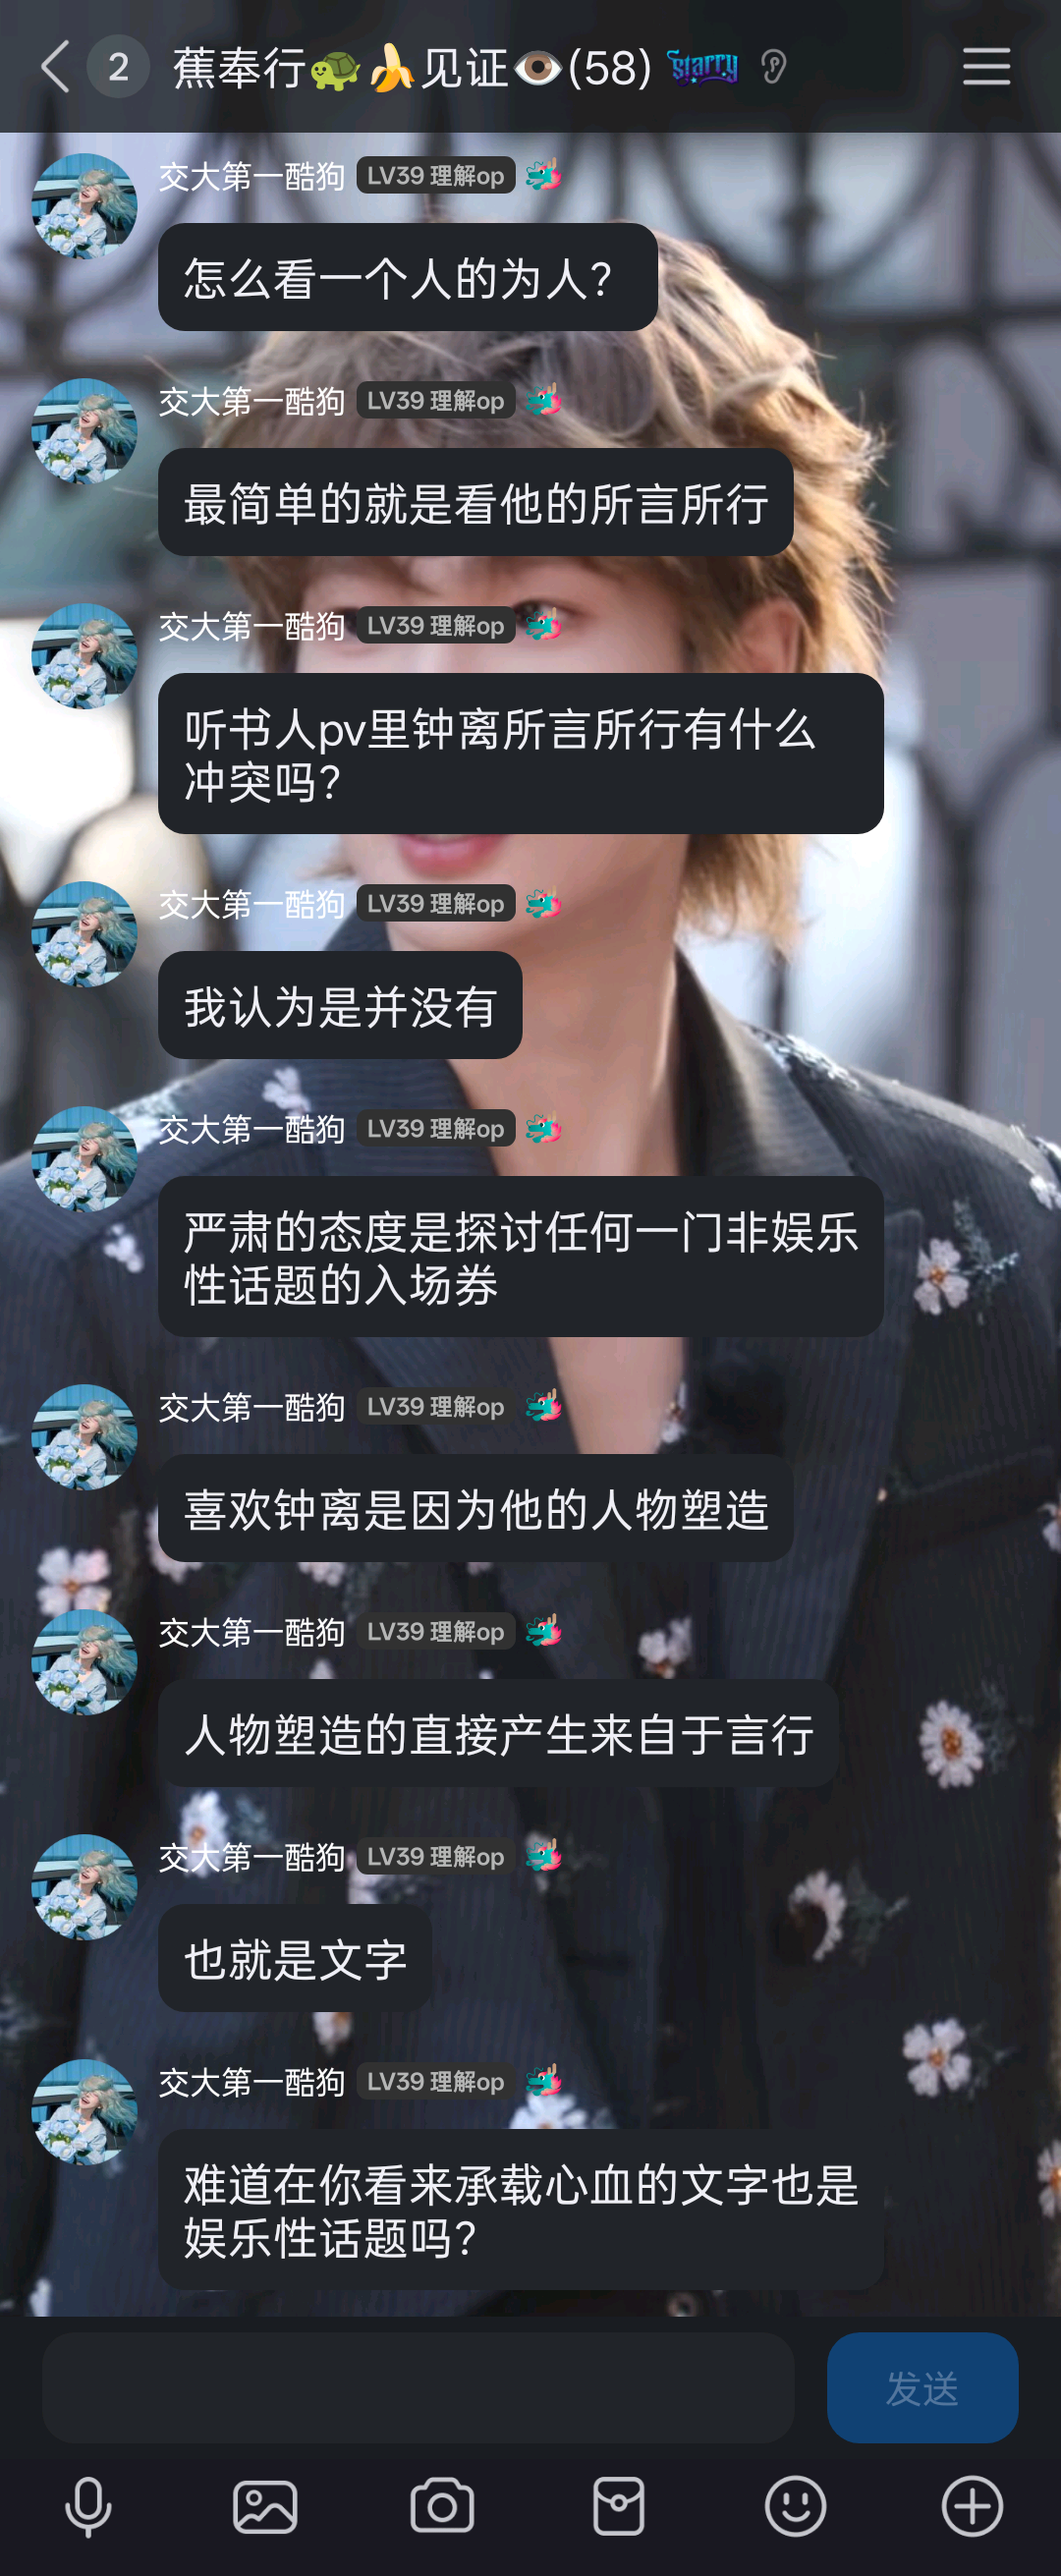 2 蕉奉行🐢🍌见证👁️(58) Starry
交大第一酷狗 LV39 理解op
怎么看一个人的为人?
交大第一酷狗 LV39 理解op
最简单的就是看他的所言所行
交大第一酷狗 LV39 理解op
听书人pv里钟离所言所行有什么
冲突吗?
交大第一酷狗 LV39 理解op
我认为是并没有
交大第一酷狗 LV39 理解op
严肃的态度是探讨任何一门非娱乐
性话题的入场券
交大第一酷狗 LV39 理解op
喜欢钟离是因为他的人物塑造
交大第一酷狗 LV39 理解op
人物塑造的直接产生来自于言行
交大第一酷狗 LV39 理解op
也就是文字
交大第一酷狗 LV39 理解op
难道在你看来承载心血的文字也是
娱乐性话题吗?
发送